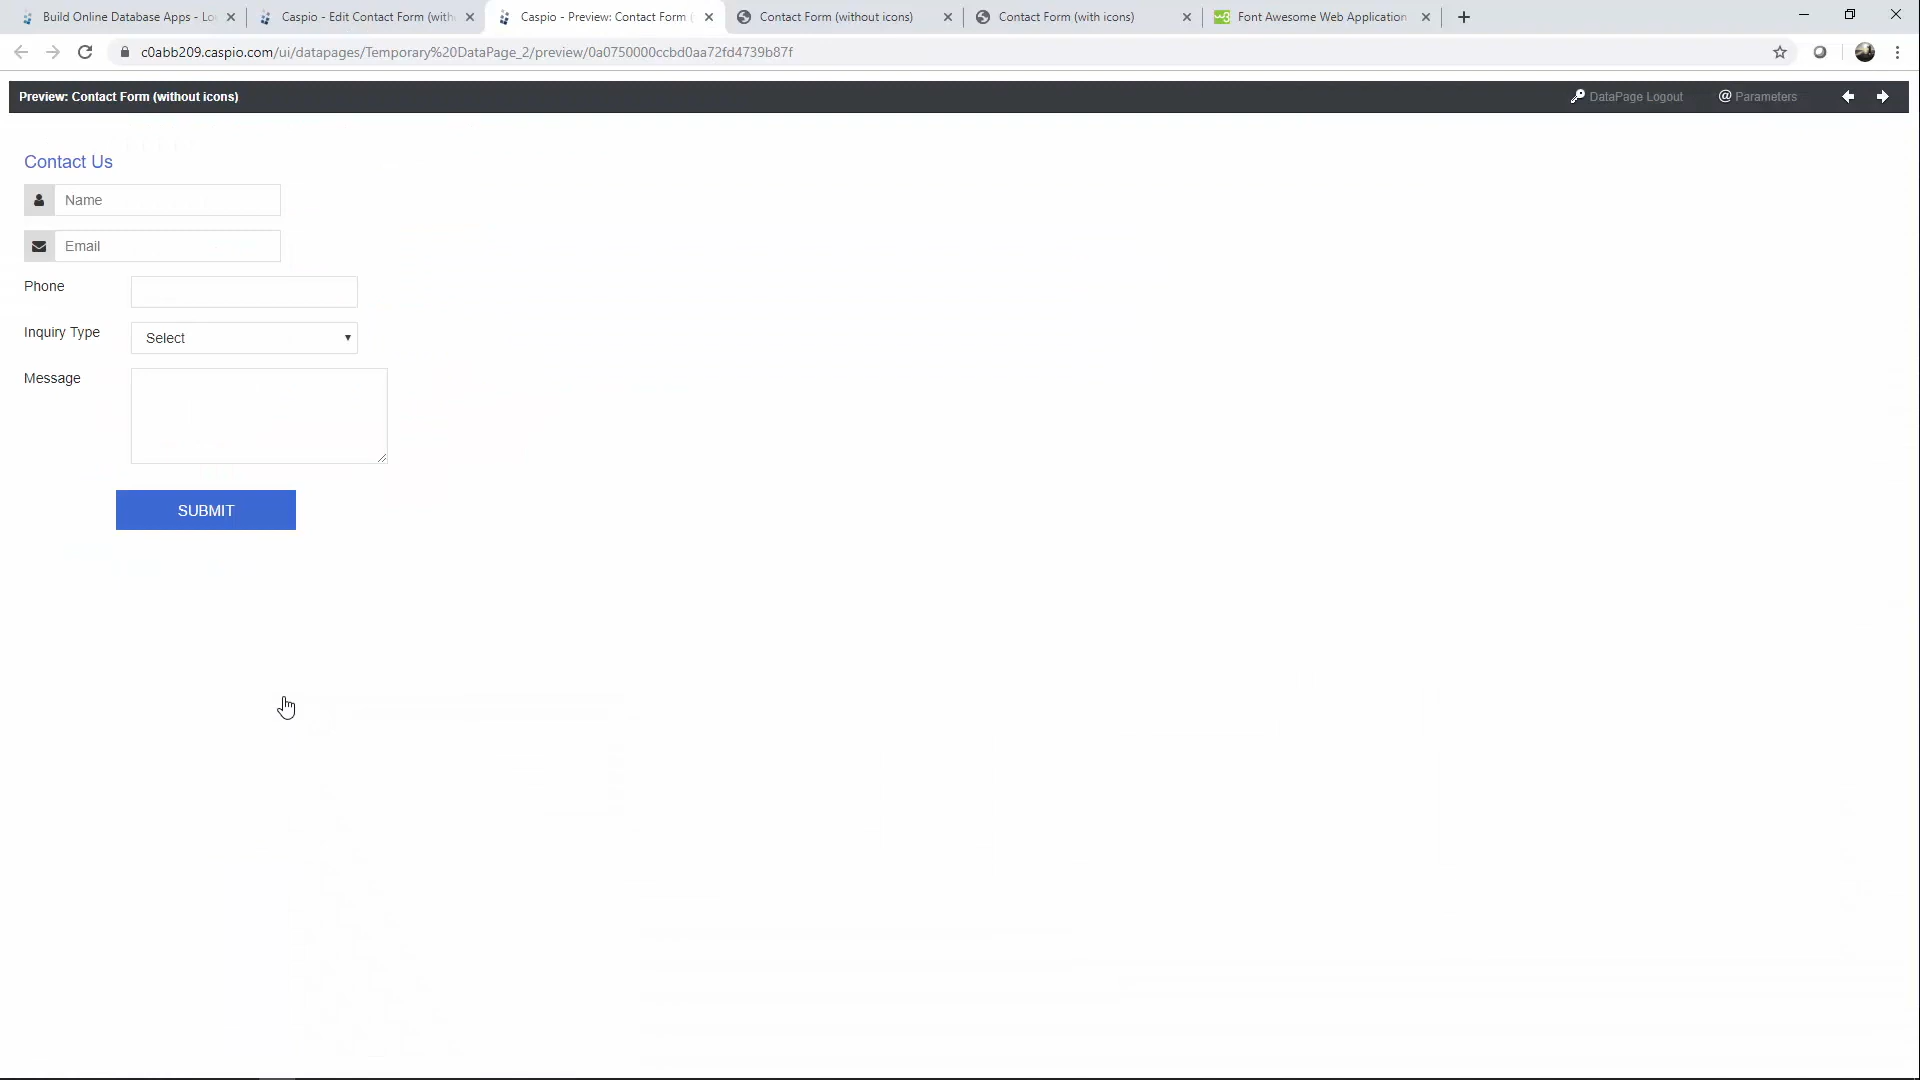 Build Online Database Apps - Lo
Caspio - Edit Contact Form (with
Caspio - Preview: Contact Form (
Contact Form (without icons)
Contact Form (with icons)
Font Awesome Web Application
c0abb209.caspio.com/ui/datapages/Temporary%20DataPage_2/preview/0a0750000ccbd0aa72fd4739b87f
Preview: Contact Form (without icons)
DataPage Logout
@ Parameters
Contact Us
Name
Email
Phone
Inquiry Type
Select
Message
SUBMIT